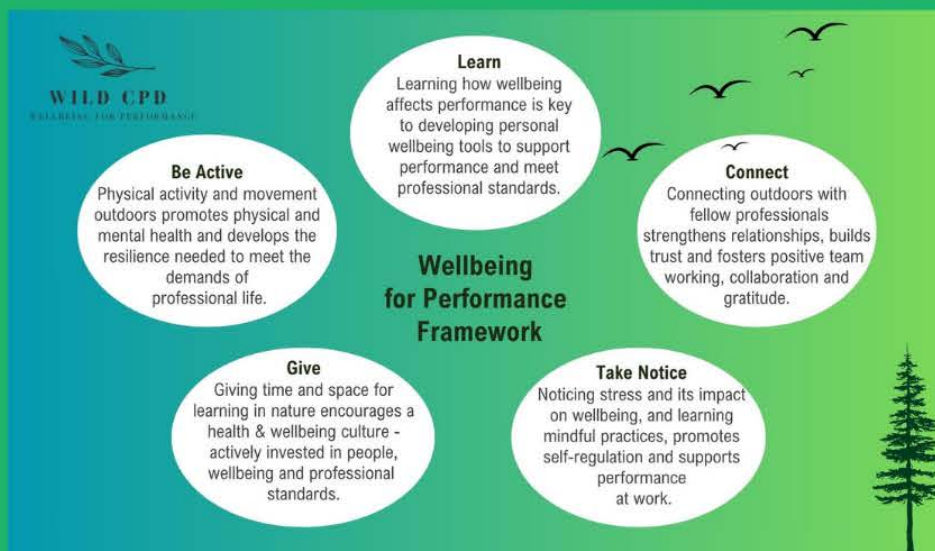 WILD CPD
WELLBEING FOR PERFORMANCE
Learn
Learning how wellbeing
affects performance is key
to developing personal
wellbeing tools to support
performance and meet
professional standards.
Be Active
Physical activity and movement
outdoors promotes physical and
mental health and develops the
resilience needed to meet the
demands of
professional life.
Connect
Connecting outdoors with
fellow professionals
strengthens relationships, builds
trust and fosters positive team
working, collaboration and
gratitude.
Wellbeing
for Performance
Framework
Give
Giving time and space for
learning in nature encourages a
health & wellbeing culture -
actively invested in people,
wellbeing and professional
standards.
Take Notice
Noticing stress and its impact
on wellbeing, and learning
mindful practices, promotes
self-regulation and supports
performance
at work.